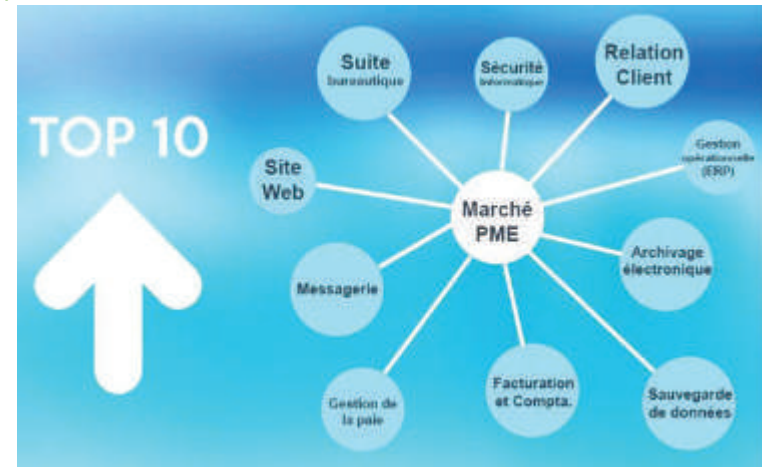 TOP 10
Suite
bureautique
Sécurité
Informatique
Relation
Client
Gestion
opérationnelle
(ERP)
Site
Web
Marché
PME
Archivage
électronique
Messagerie
Facturation
et Compta.
Gestion de
la paie
Sauvegarde
de données